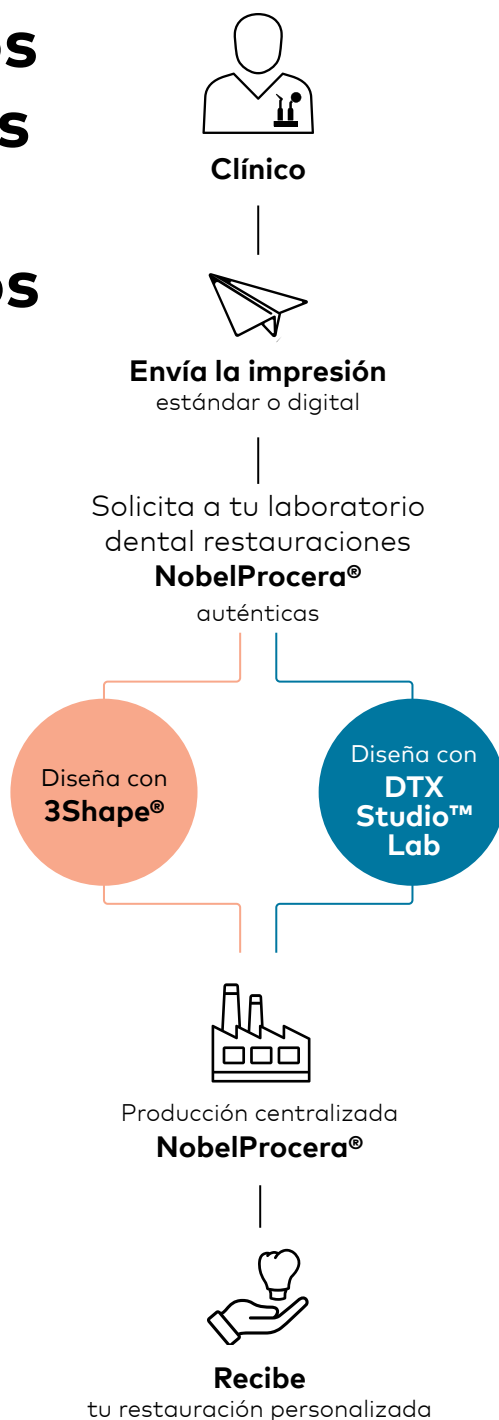 Clínico
Envía la impresión
estándar o digital
Solicita a tu laboratorio
dental restauraciones
NobelProcera®
auténticas
Diseña con
3Shape®
Diseña con
DTX
Studio™
Lab
Producción centralizada
NobelProcera®
Recibe
tu restauración personalizada